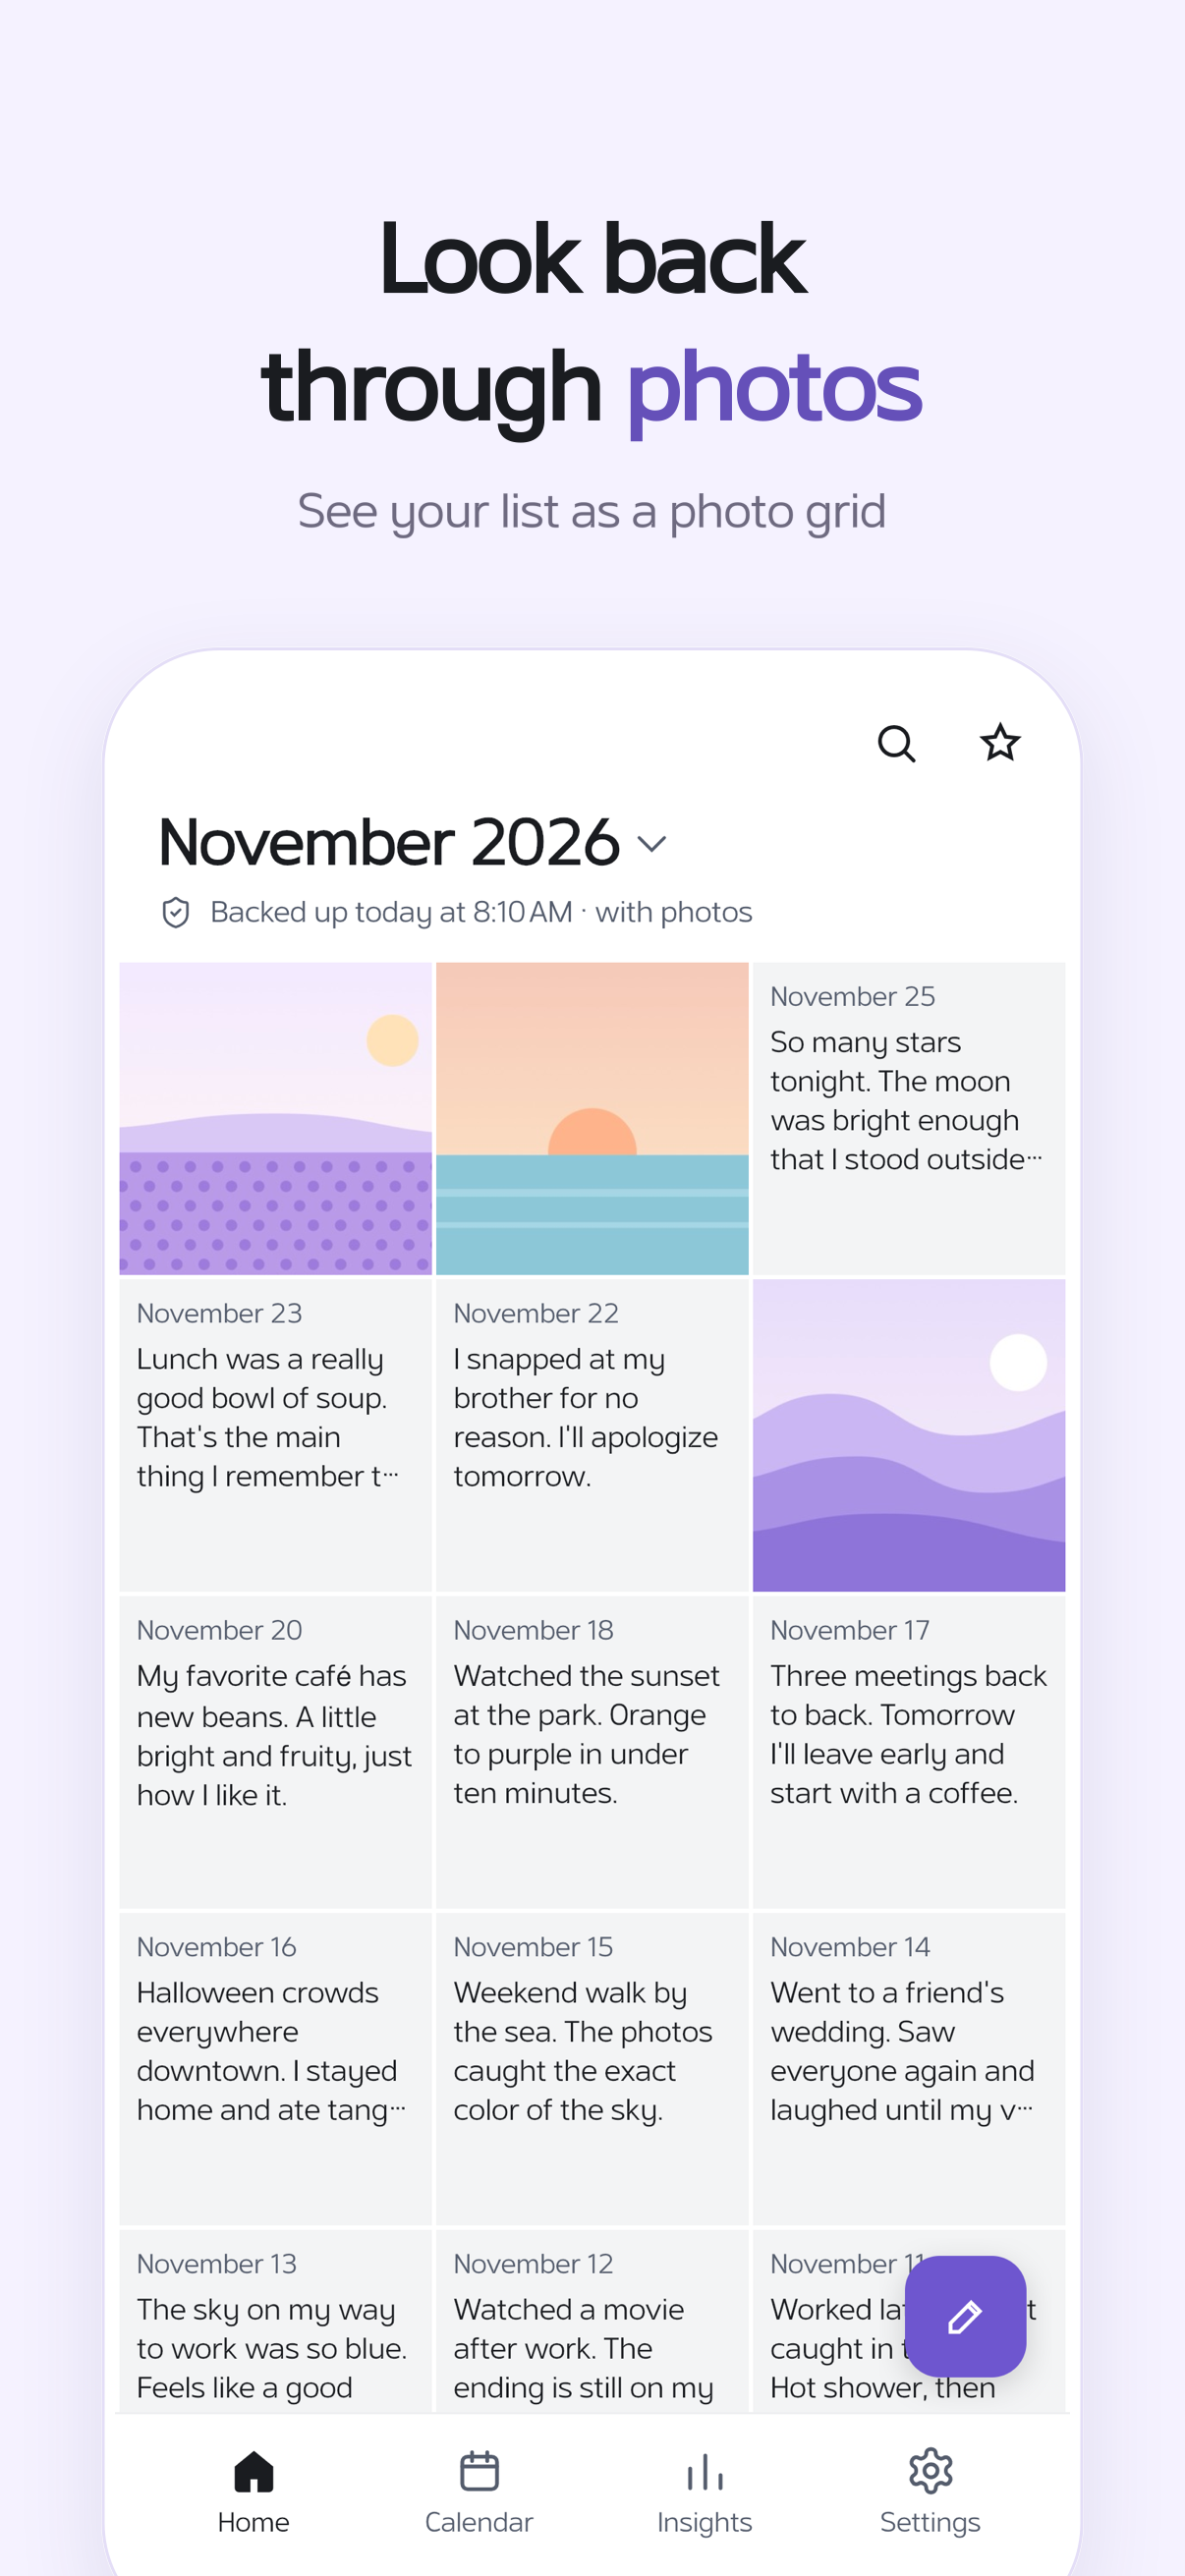 Look back
through photos
See your list as a photo grid
November 2026
Backed up today at 8:10 AM · with photos
November 25
So many stars
tonight. The moon
was bright enough
that I stood outside…
November 23
Lunch was a really
good bowl of soup.
That's the main
thing I remember t…
November 22
I snapped at my
brother for no
reason. I'll apologize
tomorrow.
November 20
My favorite café has
new beans. A little
bright and fruity, just
how I like it.
November 18
Watched the sunset
at the park. Orange
to purple in under
ten minutes.
November 17
Three meetings back
to back. Tomorrow
I'll leave early and
start with a coffee.
November 16
Halloween crowds
everywhere
downtown. I stayed
home and ate tang…
November 15
Weekend walk by
the sea. The photos
caught the exact
color of the sky.
November 14
Went to a friend's
wedding. Saw
everyone again and
laughed until my v…
November 13
The sky on my way
to work was so blue.
Feels like a good
November 12
Watched a movie
after work. The
ending is still on my
November 11
Worked
caught in
Hot shower, then
Home
Calendar
Insights
Settings